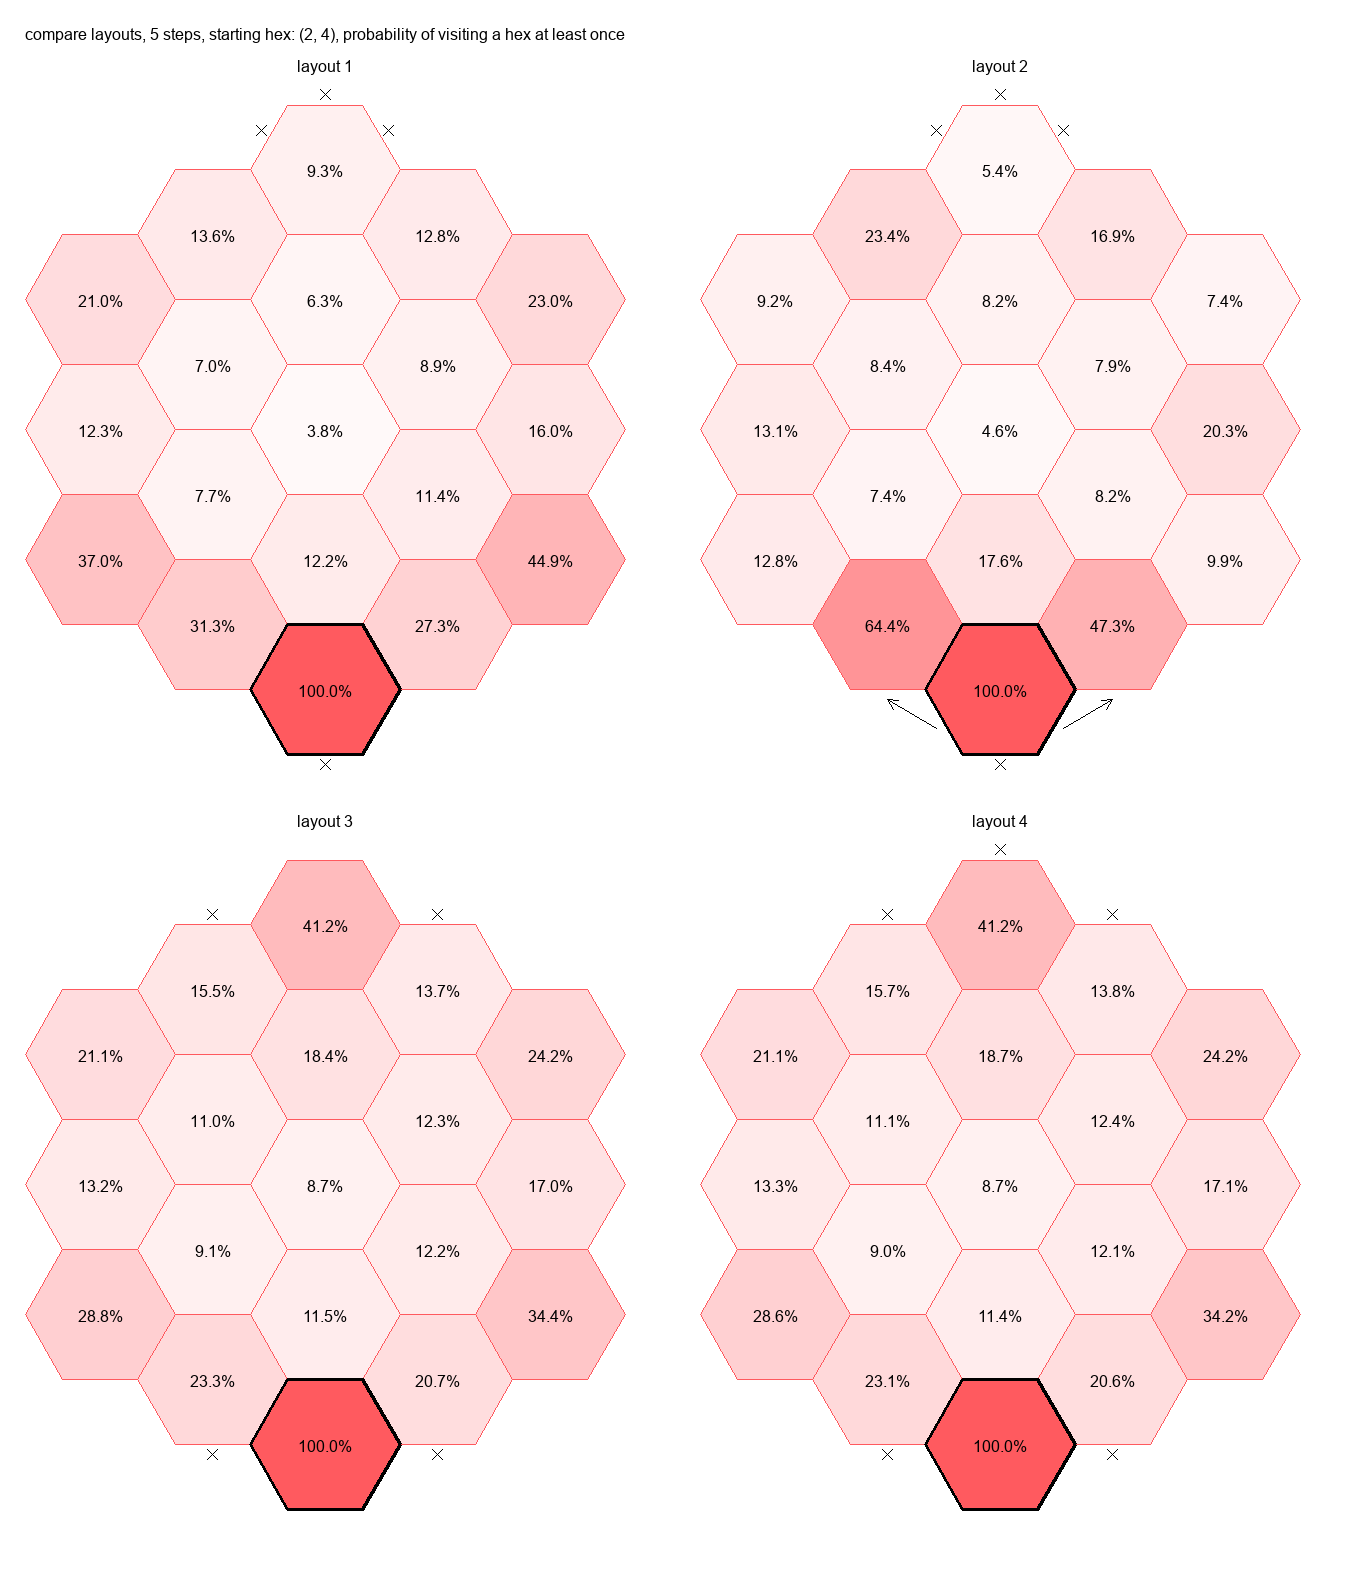 compare layouts, 5 steps, starting hex: (2, 4), probability of visiting a hex at least once
layout 1
9.3%
13.6% 12.8%
21.0% 6.3% 23.0%
7.0% 8.9%
12.3% 3.8% 16.0%
7.7% 11.4%
37.0% 12.2% 44.9%
31.3% 27.3%
100.0%
layout 2
5.4%
23.4% 16.9%
9.2% 8.2% 7.4%
8.4% 7.9%
13.1% 4.6% 20.3%
7.4% 8.2%
12.8% 17.6% 9.9%
64.4% 47.3%
100.0%
layout 3
41.2%
15.5% 13.7%
21.1% 18.4% 24.2%
11.0% 12.3%
13.2% 8.7% 17.0%
9.1% 12.2%
28.8% 11.5% 34.4%
23.3% 20.7%
100.0%
layout 4
41.2%
15.7% 13.8%
21.1% 18.7% 24.2%
11.1% 12.4%
13.3% 8.7% 17.1%
9.0% 12.1%
28.6% 11.4% 34.2%
23.1% 20.6%
100.0%